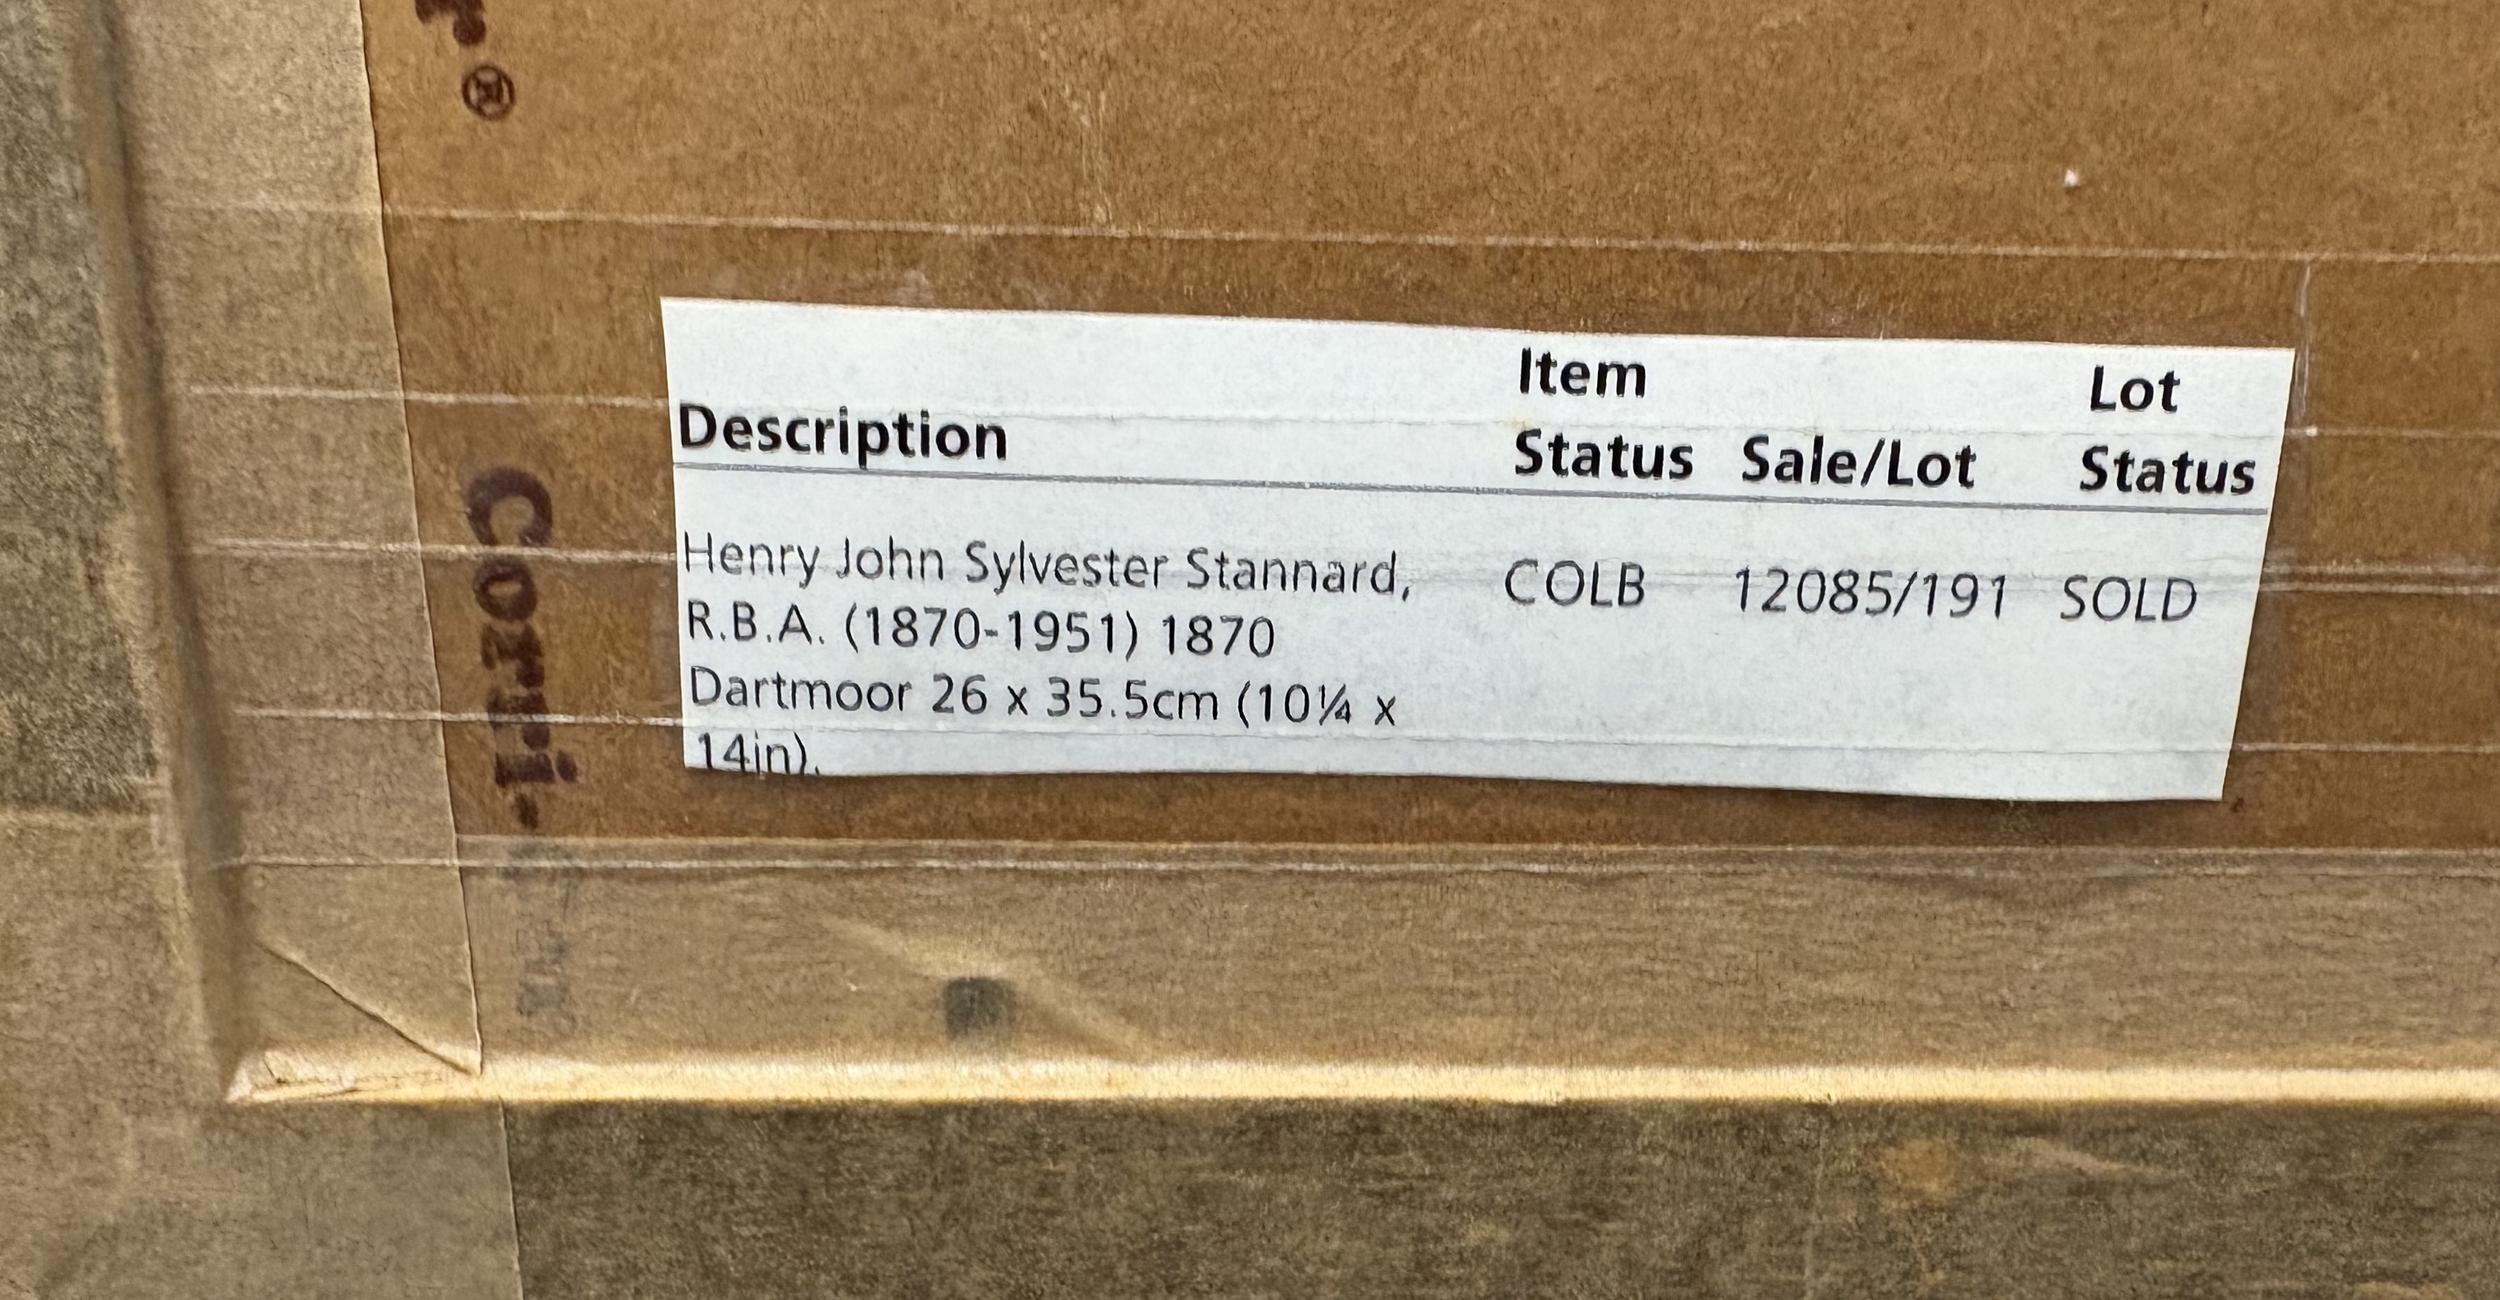 r®
Corri-
Description Item Status Sale/Lot Lot Status
Henry John Sylvester Stannard, COLB 12085/191 SOLD
R.B.A. (1870-1951) 1870
Dartmoor 26 x 35.5cm (10¼ x
14in).